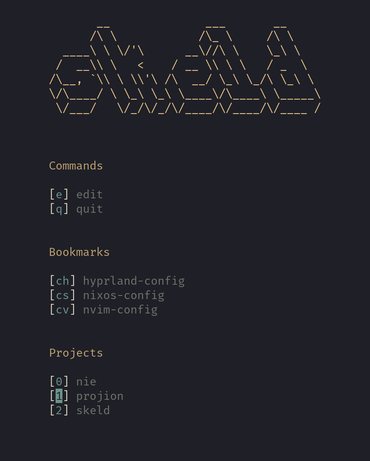 skeld
Commands
[e] edit
[q] quit
Bookmarks
[ch] hyprland-config
[cs] nixos-config
[cv] nvim-config
Projects
[0] nie
[1] projion
[2] skeld